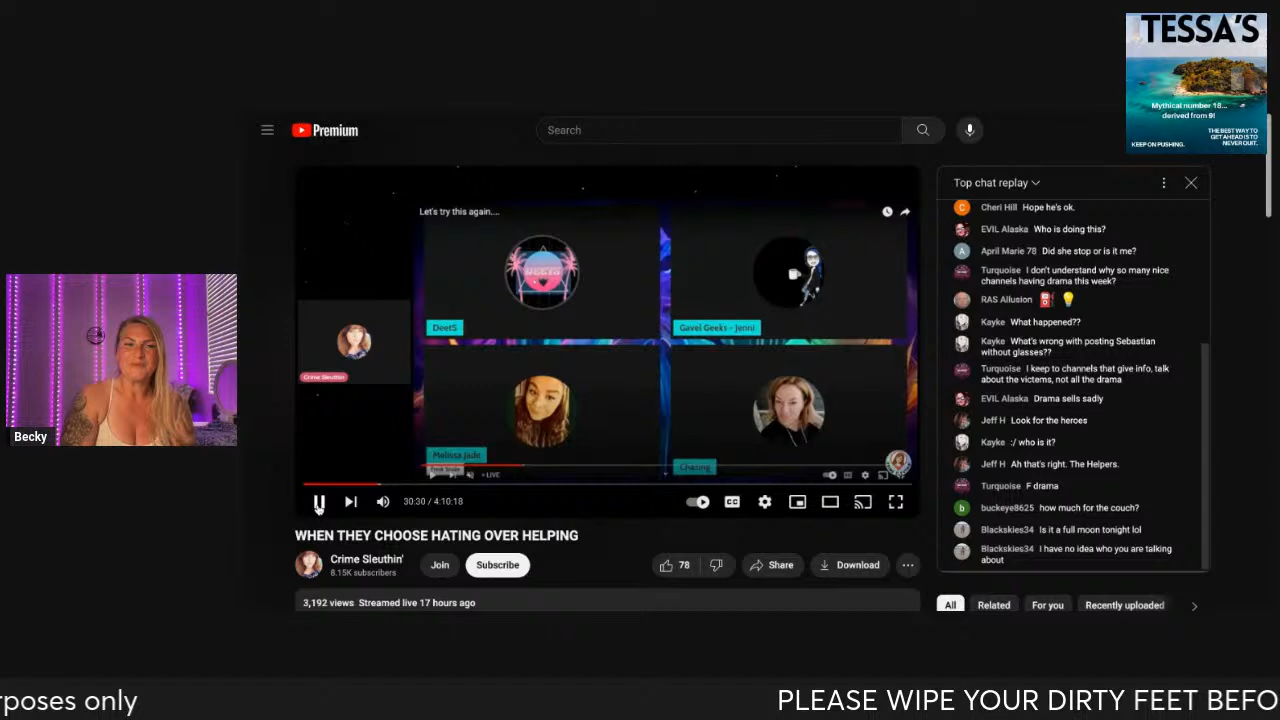 TESSA'S
Mythical number 18...
derived from 9!
THE BEST WAY TO
GET AHEAD IS TO
NEVER QUIT.
KEEP ON PUSHING.
Premium
Search
Top chat replay
Let's try this again....
DeetS
Gavel Geeks - Jenni
Crime Sleuthin'
Melissa Jade
Chasing
LIVE
Cheri Hill Hope he's ok.
EVIL Alaska Who is doing this?
April Marie 78 Did she stop or is it me?
Turquoise I don't understand why so many nice
channels having drama this week?
RAS Allusion
Kayke What happened??
Kayke What's wrong with posting Sebastian
without glasses??
Turquoise I keep to channels that give info, talk
about the victims, not all the drama
EVIL Alaska Drama sells sadly
Jeff H Look for the heroes
Kayke :/ who is it?
Jeff H Ah that's right. The Helpers.
Turquoise F drama
buckeye8625 how much for the couch?
Blackskies34 Is it a full moon tonight lol
Blackskies34 I have no idea who you are talking
about
Becky
30:30 / 4:10:18
CC
WHEN THEY CHOOSE HATING OVER HELPING
Crime Sleuthin'
8.15K subscribers
Join
Subscribe
78
Share
Download
3,192 views Streamed live 17 hours ago
All
Related
For you
Recently uploaded
rposes only
PLEASE WIPE YOUR DIRTY FEET BEFO